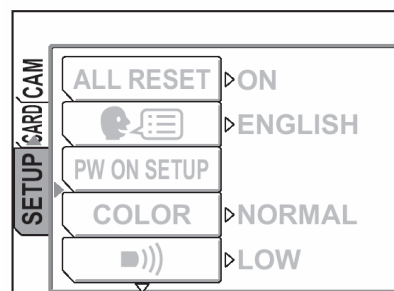 CAM
CARD
SETUP
ALL RESET ON
ENGLISH
PW ON SETUP
COLOR NORMAL
LOW